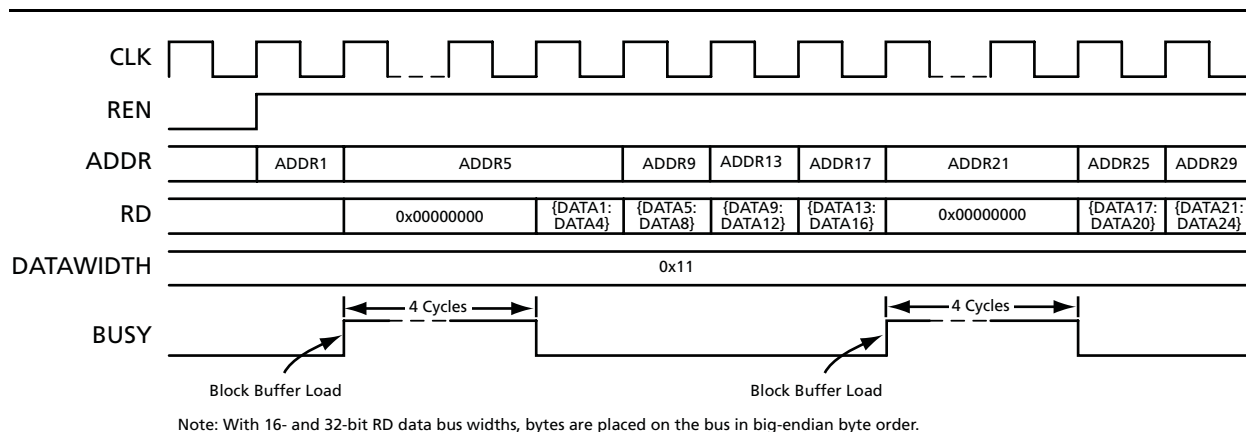 CLK
REN
ADDR ADDR1 ADDR5 ADDR9 ADDR13 ADDR17 ADDR21 ADDR25 ADDR29
RD 0x00000000 {DATA1: {DATA5: {DATA9: {DATA13: 0x00000000 {DATA17: {DATA21:
DATA4} DATA8} DATA12} DATA16} DATA20} DATA24}
DATAWIDTH 0x11
4 Cycles 4 Cycles
BUSY
Block Buffer Load Block Buffer Load
Note: With 16- and 32-bit RD data bus widths, bytes are placed on the bus in big-endian byte order.